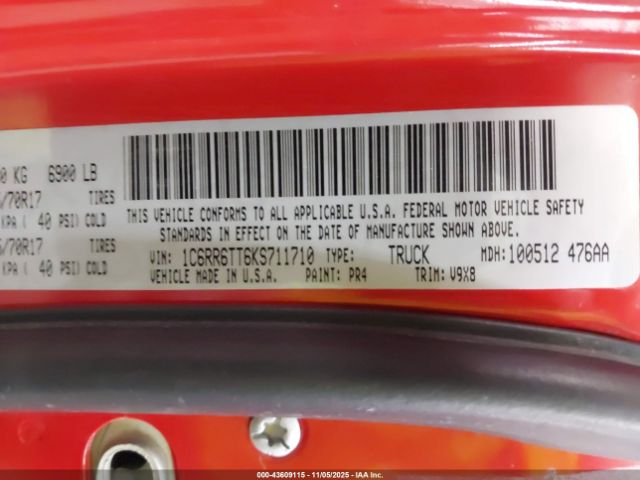 0 KG 6900 LB
/70R17 TIRES
KPA ( 40 PSI) COLD
/70R17 TIRES
KPA ( 40 PSI) COLD
THIS VEHICLE CONFORMS TO ALL APPLICABLE U.S.A. FEDERAL MOTOR VEHICLE SAFETY
STANDARDS IN EFFECT ON THE DATE OF MANUFACTURE SHOWN ABOVE.
VIN: 1C6RR6TT6KS711710 TYPE: TRUCK MDH: 100512 476AA
VEHICLE MADE IN U.S.A. PAINT: PR4 TRIM: V9X8
000-43609115 - 11/05/2025 - IAA Inc.